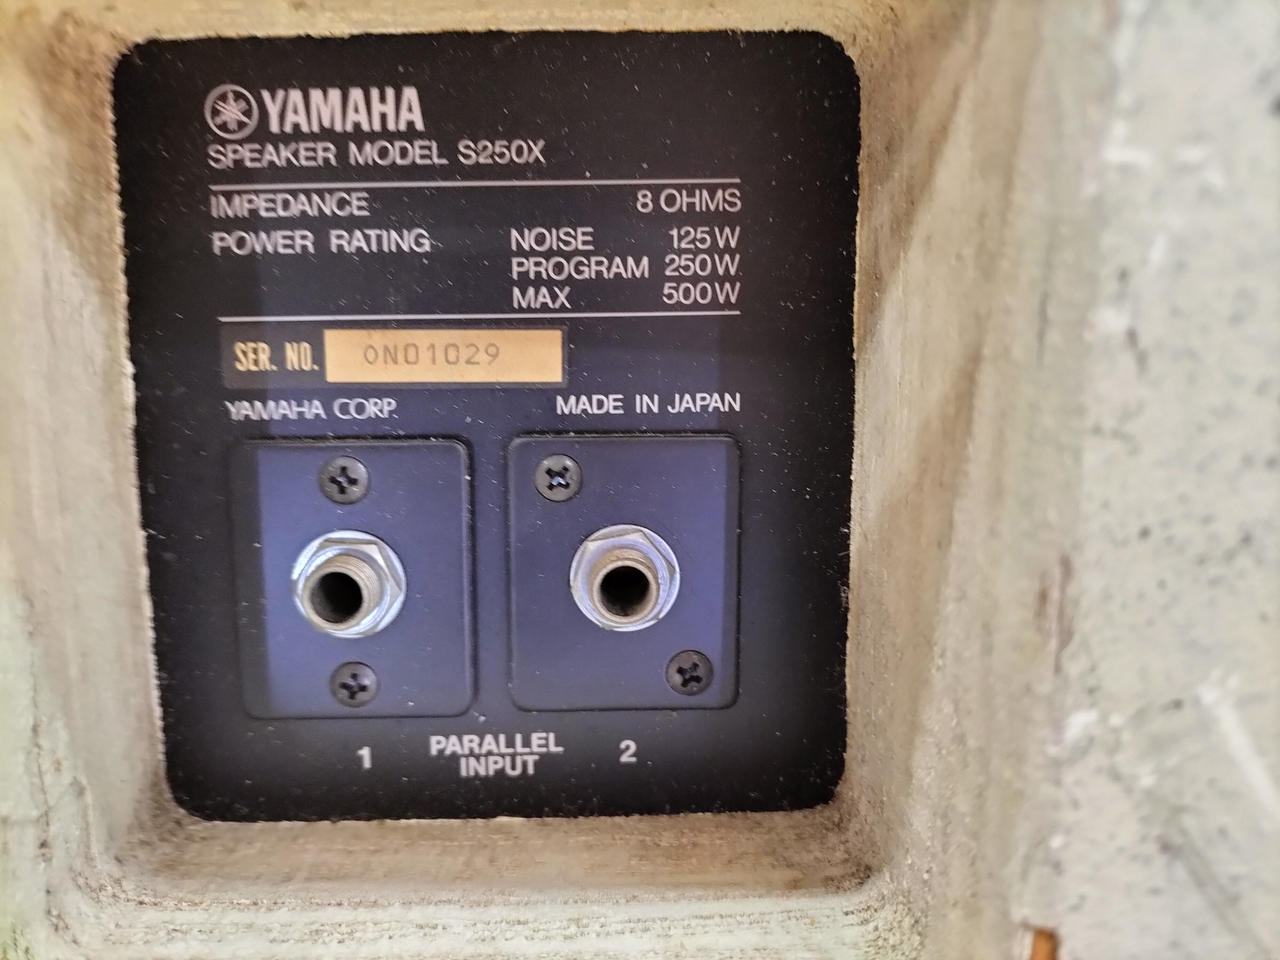 YAMAHA
SPEAKER MODEL S250X
IMPEDANCE 8 OHMS
POWER RATING NOISE 125W
PROGRAM 250W
MAX 500W
SER. NO. 0N01029
YAMAHA CORP. MADE IN JAPAN
1 PARALLEL INPUT 2